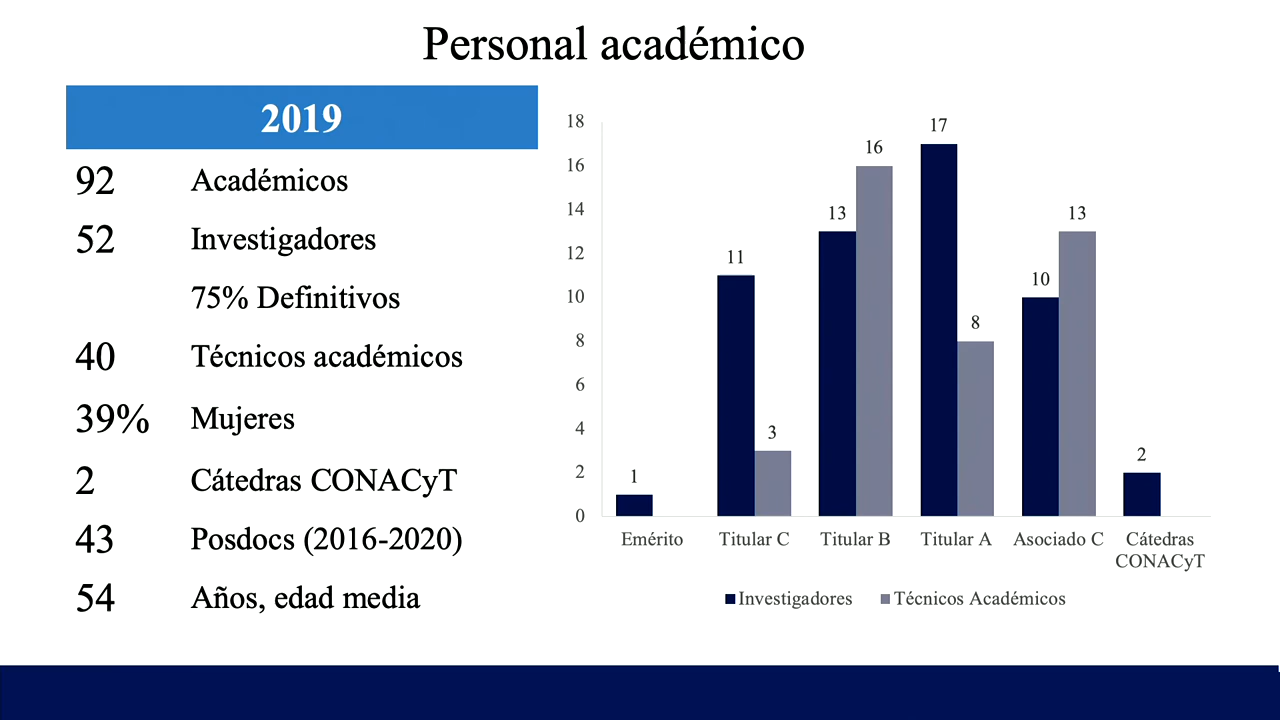 Personal académico
2019
92 Académicos
52 Investigadores
75% Definitivos
40 Técnicos académicos
39% Mujeres
2 Cátedras CONACyT
43 Posdocs (2016-2020)
54 Años, edad media
18
16
14
12
10
8
6
4
2
0
1
11
3
13
16
17
8
10
13
2
Emérito Titular C Titular B Titular A Asociado C Cátedras
CONACyT
Investigadores Técnicos Académicos